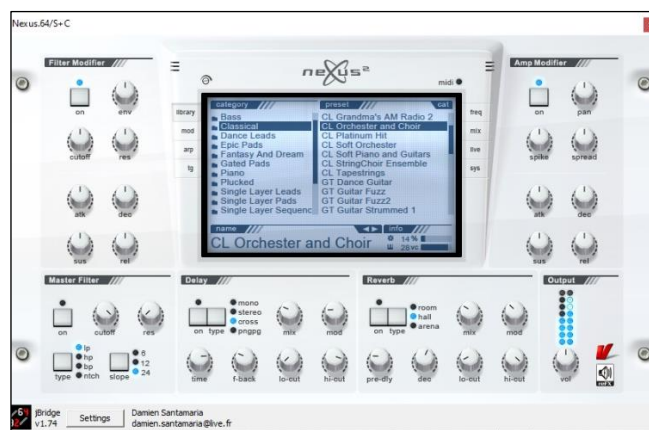 Nexus.64/S+C
Filter Modifier
on env
cutoff res
atk dec
sus rel
nexus²
midi
library
mod
arp
tg
category
Bass
Classical
Dance Leads
Epic Pads
Fantasy And Dream
Gated Pads
Piano
Plucked
Single Layer Leads
Single Layer Pads
Single Layer Sequenc
preset cat
CL Grandma's AM Radio 2
CL Orchester and Choir
CL Platinum Hit
CL Soft Orchester
CL Soft Piano and Guitars
CL StringChoir Ensemble
CL Tapestrings
GT Dance Guitar
GT Guitar Fuzz
GT Guitar Fuzz2
GT Guitar Strummed 1
name info
CL Orchester and Choir
14 %
28 vc
freq
mix
live
sys
Amp Modifier
on pan
spike spread
atk dec
sus rel
Master Filter
on cutoff res
lp
hp
bp
ntch
type
6
12
24
slope
Delay
mono
stereo
cross
pngpg
on type mix mod
time f-back lo-cut hi-cut
Reverb
room
hall
arena
on type mix mod
pre-dly dec lo-cut hi-cut
Output
vol
reFX
jBridge
v1.74
Settings
Damien Santamaria
damien.santamaria@live.fr